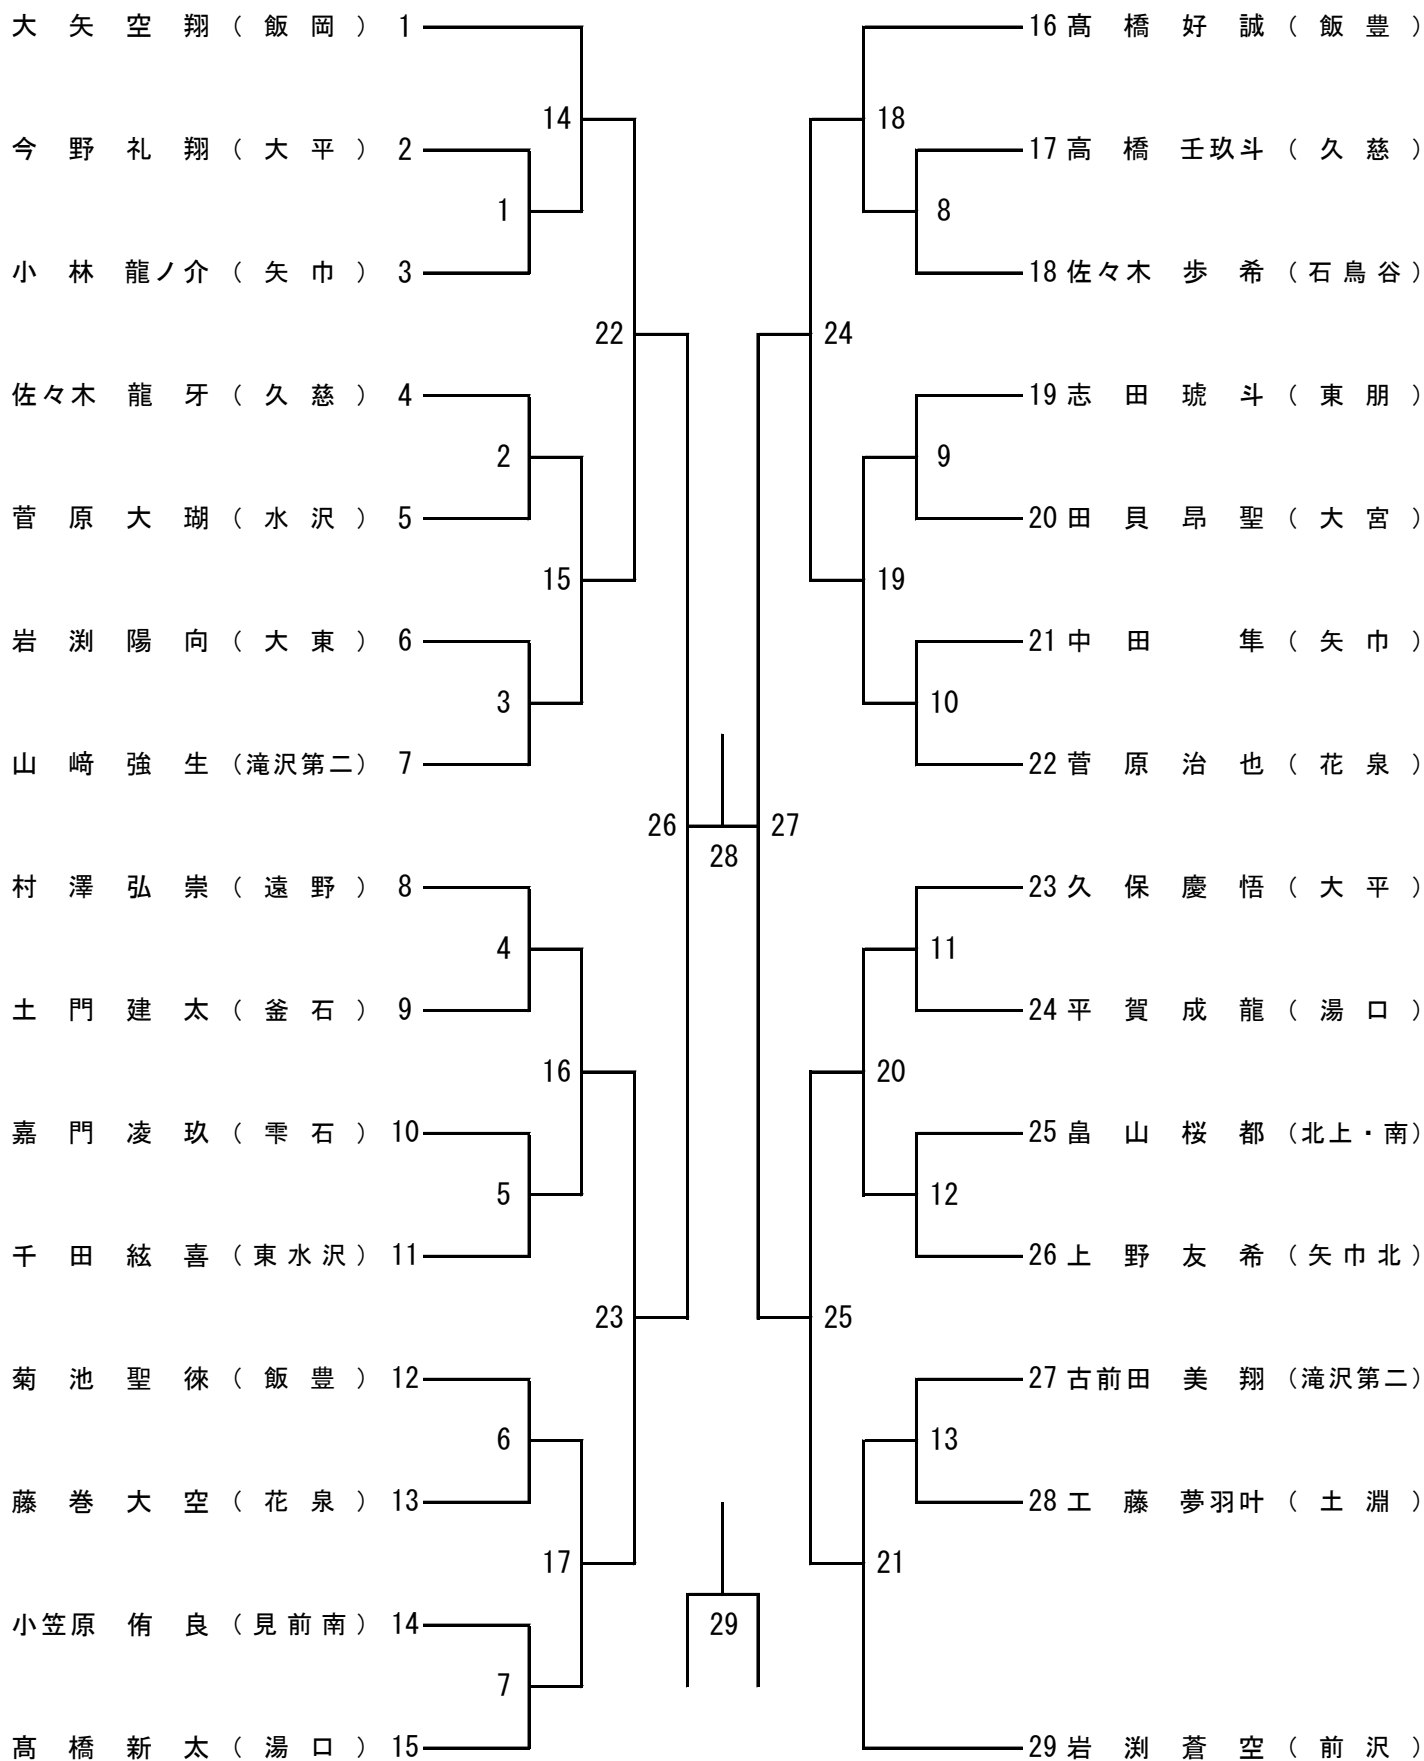 大矢空翔（飯岡） 1
今野礼翔（大平） 2
小林龍ノ介（矢巾） 3
佐々木龍牙（久慈） 4
菅原大瑚（水沢） 5
岩渕陽向（大東） 6
山﨑強生（滝沢第二） 7
村澤弘崇（遠野） 8
土門建太（釜石） 9
嘉門凌玖（雫石） 10
千田紘喜（東水沢） 11
菊池聖徠（飯豊） 12
藤巻大空（花泉） 13
小笠原侑良（見前南） 14
髙橋新太（湯口） 15
1
2
3
4
5
6
7
14
15
16
17
22
23
26
28
29
27
24
25
18
19
20
21
8
9
10
11
12
13
16 髙橋好誠（飯豊）
17 高橋壬玖斗（久慈）
18 佐々木歩希（石鳥谷）
19 志田琥斗（東朋）
20 田貝昂聖（大宮）
21 中田隼（矢巾）
22 菅原治也（花泉）
23 久保慶悟（大平）
24 平賀成龍（湯口）
25 畠山桜都（北上・南）
26 上野友希（矢巾北）
27 古前田美翔（滝沢第二）
28 工藤夢羽叶（土淵）
29 岩渕蒼空（前沢）